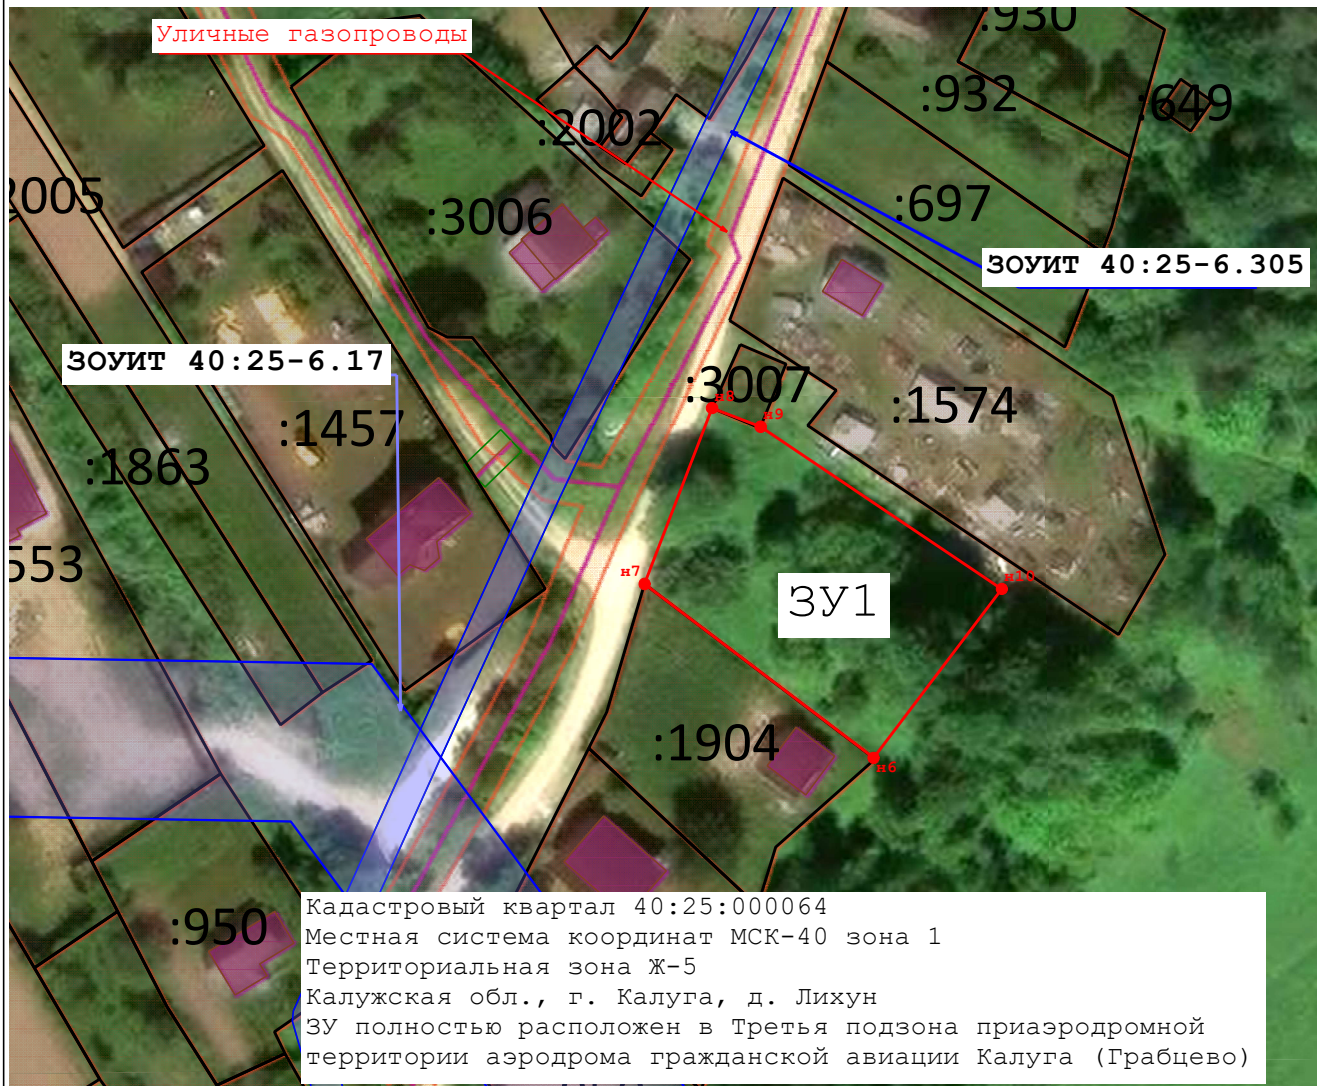 Уличные газопроводы
:930
:932
:649
:2002
2005
:3006
:697
ЗОУИТ 40:25-6.305
ЗОУИТ 40:25-6.17
:3007
н8
:1574
н9
:1457
:1863
553
н7
н10
ЗУ1
:1904
н6
:950
Кадастровый квартал 40:25:000064
Местная система координат МСК-40 зона 1
Территориальная зона Ж-5
Калужская обл., г. Калуга, д. Лихун
ЗУ полностью расположен в Третья подзона приаэродромной
территории аэродрома гражданской авиации Калуга (Грабцево)